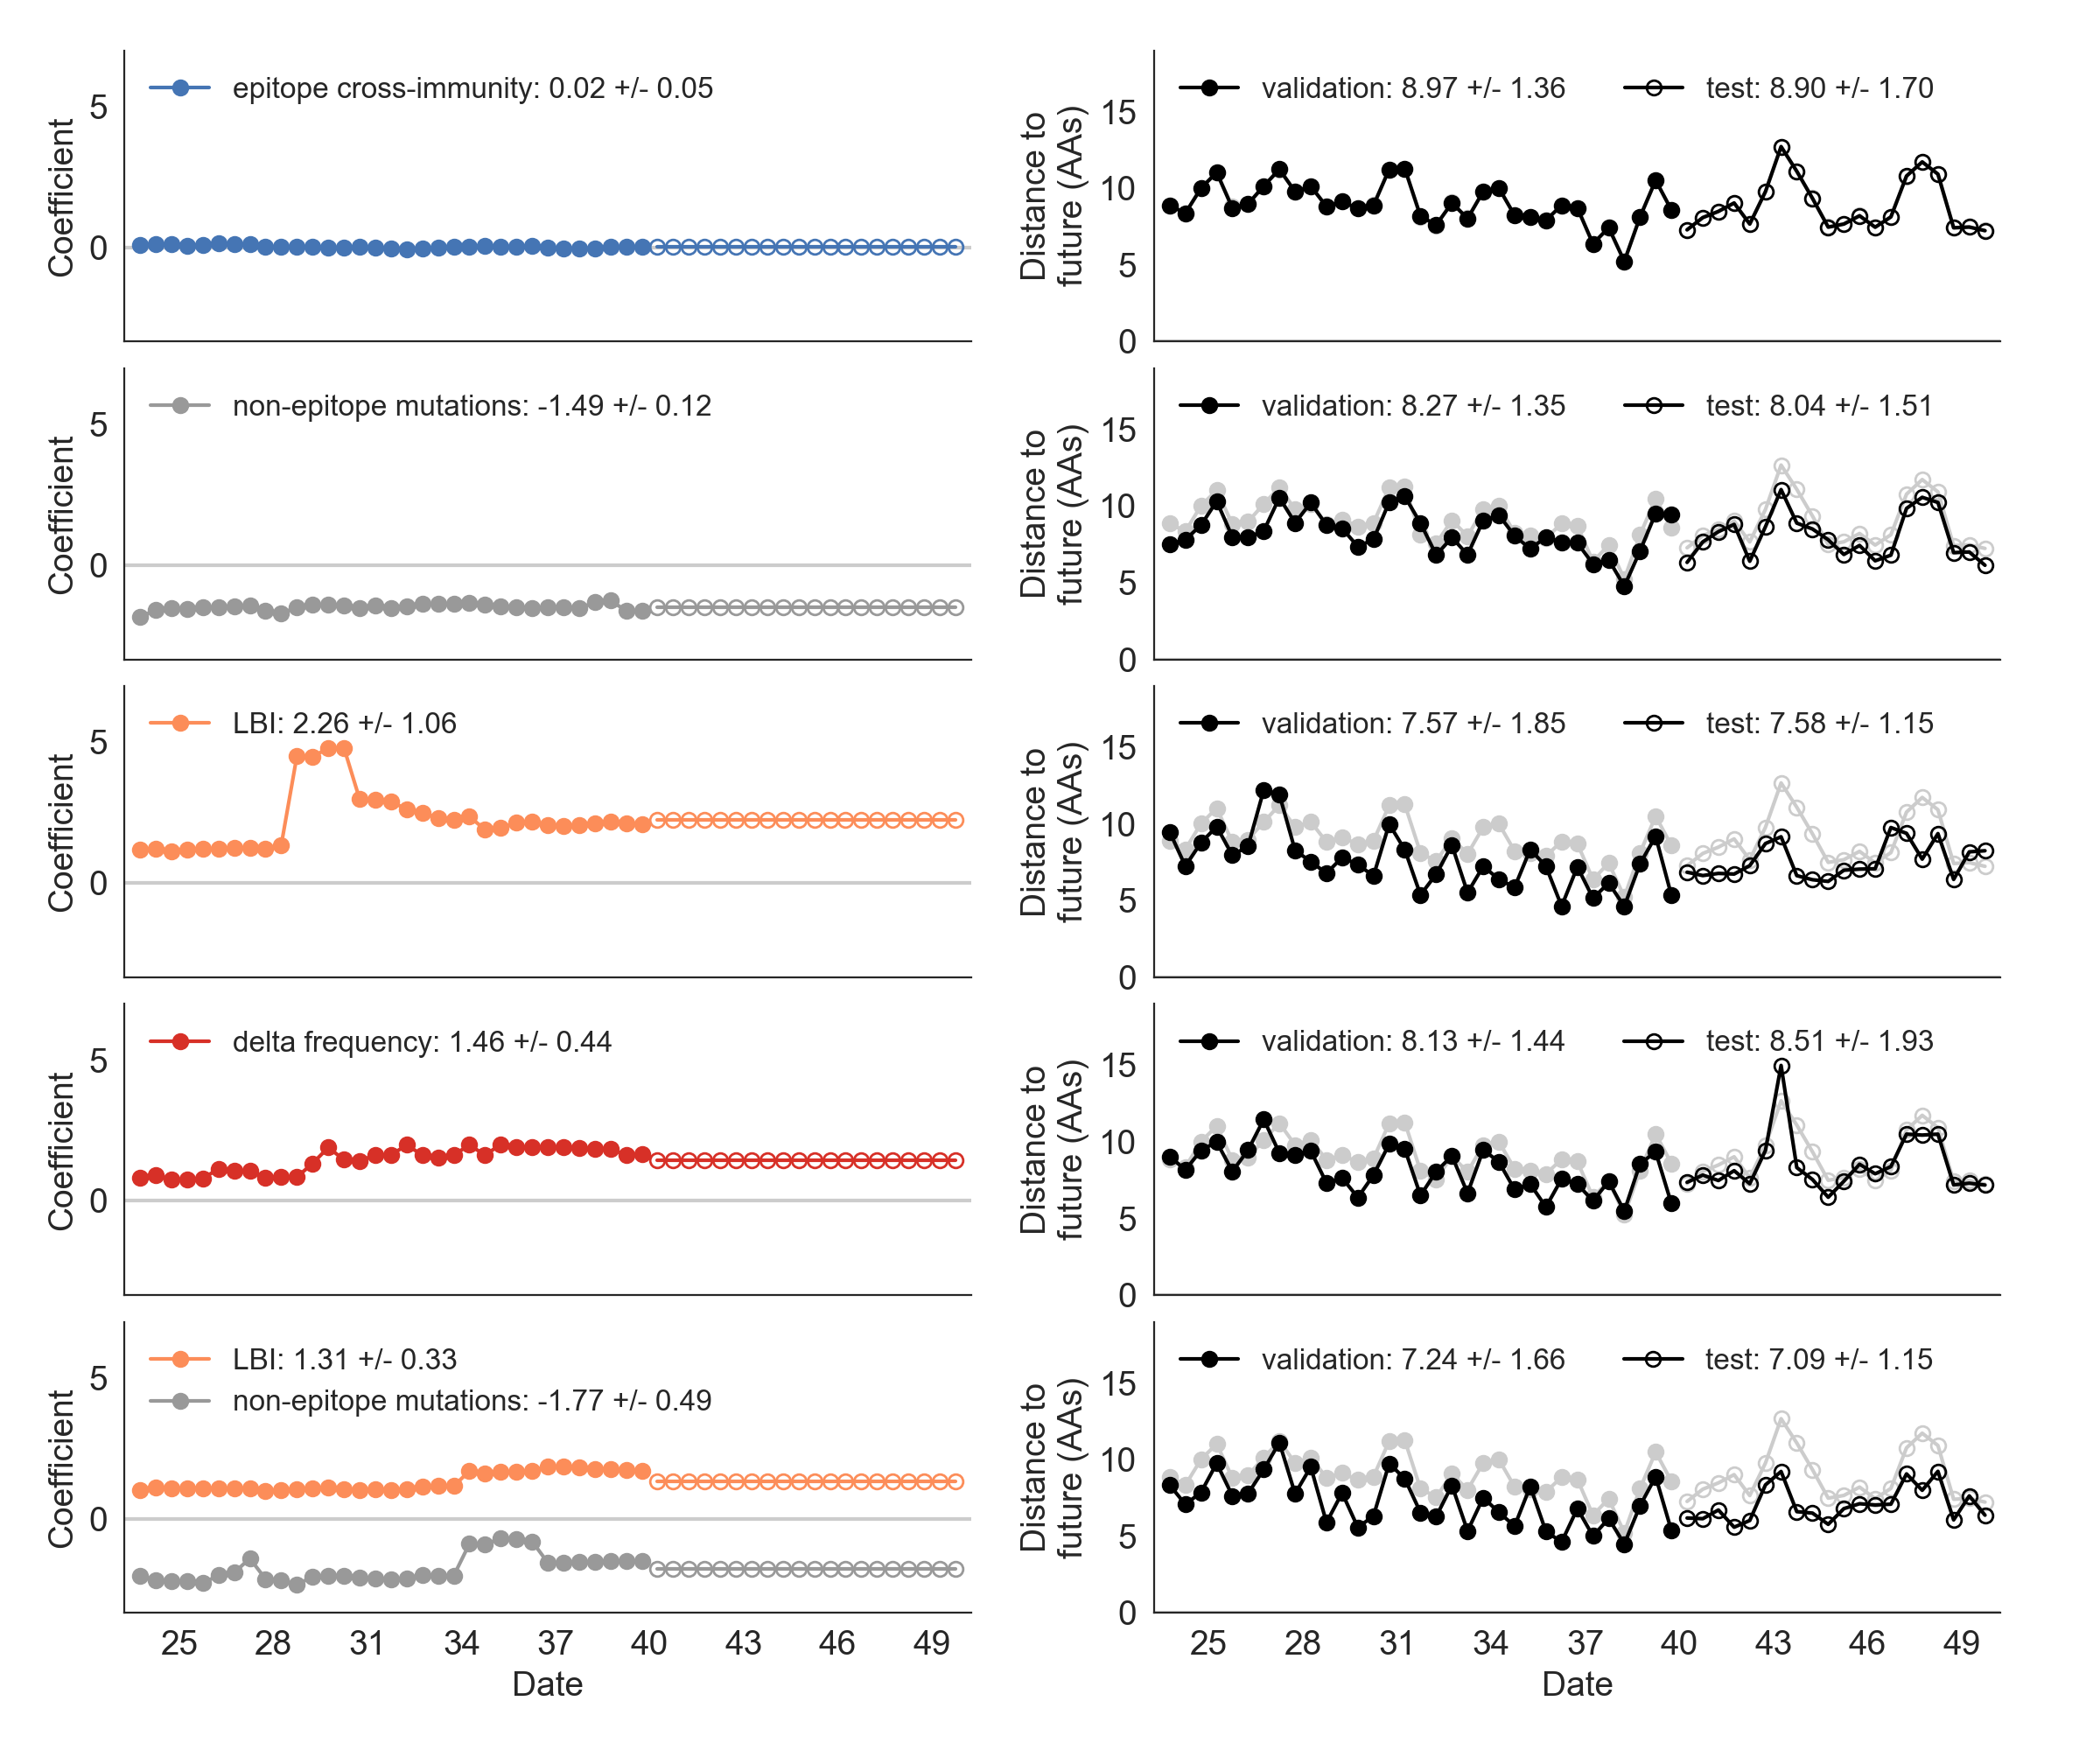 epitope cross-immunity: 0.02 +/- 0.05
5
0
Coefficient
validation: 8.97 +/- 1.36
test: 8.90 +/- 1.70
15
10
5
0
Distance to
future (AAs)
non-epitope mutations: -1.49 +/- 0.12
5
0
Coefficient
validation: 8.27 +/- 1.35
test: 8.04 +/- 1.51
15
10
5
0
Distance to
future (AAs)
LBI: 2.26 +/- 1.06
5
0
Coefficient
validation: 7.57 +/- 1.85
test: 7.58 +/- 1.15
15
10
5
0
Distance to
future (AAs)
delta frequency: 1.46 +/- 0.44
5
0
Coefficient
validation: 8.13 +/- 1.44
test: 8.51 +/- 1.93
15
10
5
0
Distance to
future (AAs)
LBI: 1.31 +/- 0.33
non-epitope mutations: -1.77 +/- 0.49
5
0
Coefficient
25 28 31 34 37 40 43 46 49
Date
validation: 7.24 +/- 1.66
test: 7.09 +/- 1.15
15
10
5
0
Distance to
future (AAs)
25 28 31 34 37 40 43 46 49
Date